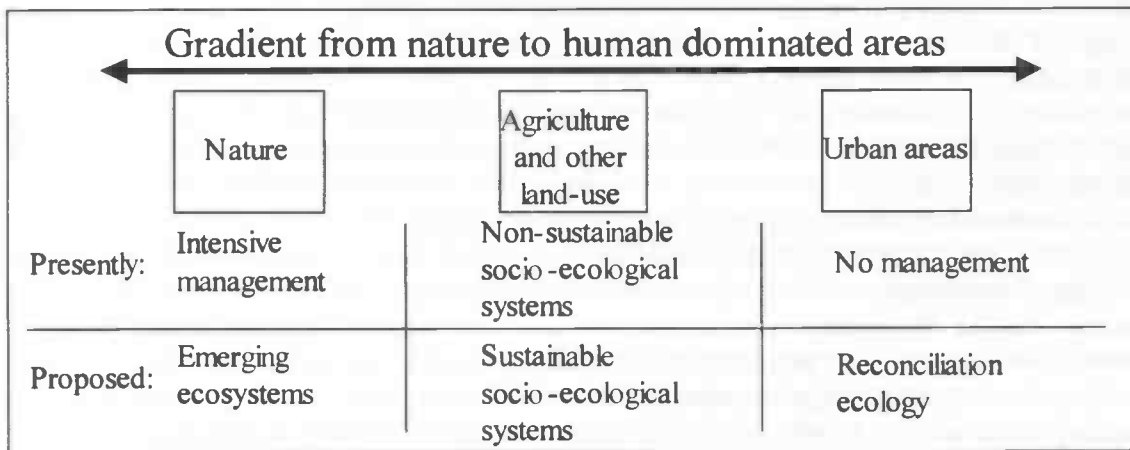 Gradient from nature to human dominated areas
Nature
Agriculture
and other
land-use
Urban areas
Presently:
Intensive
management
Non-sustainable
socio-ecological
systems
No management
Proposed:
Emerging
ecosystems
Sustainable
socio-ecological
systems
Reconciliation
ecology